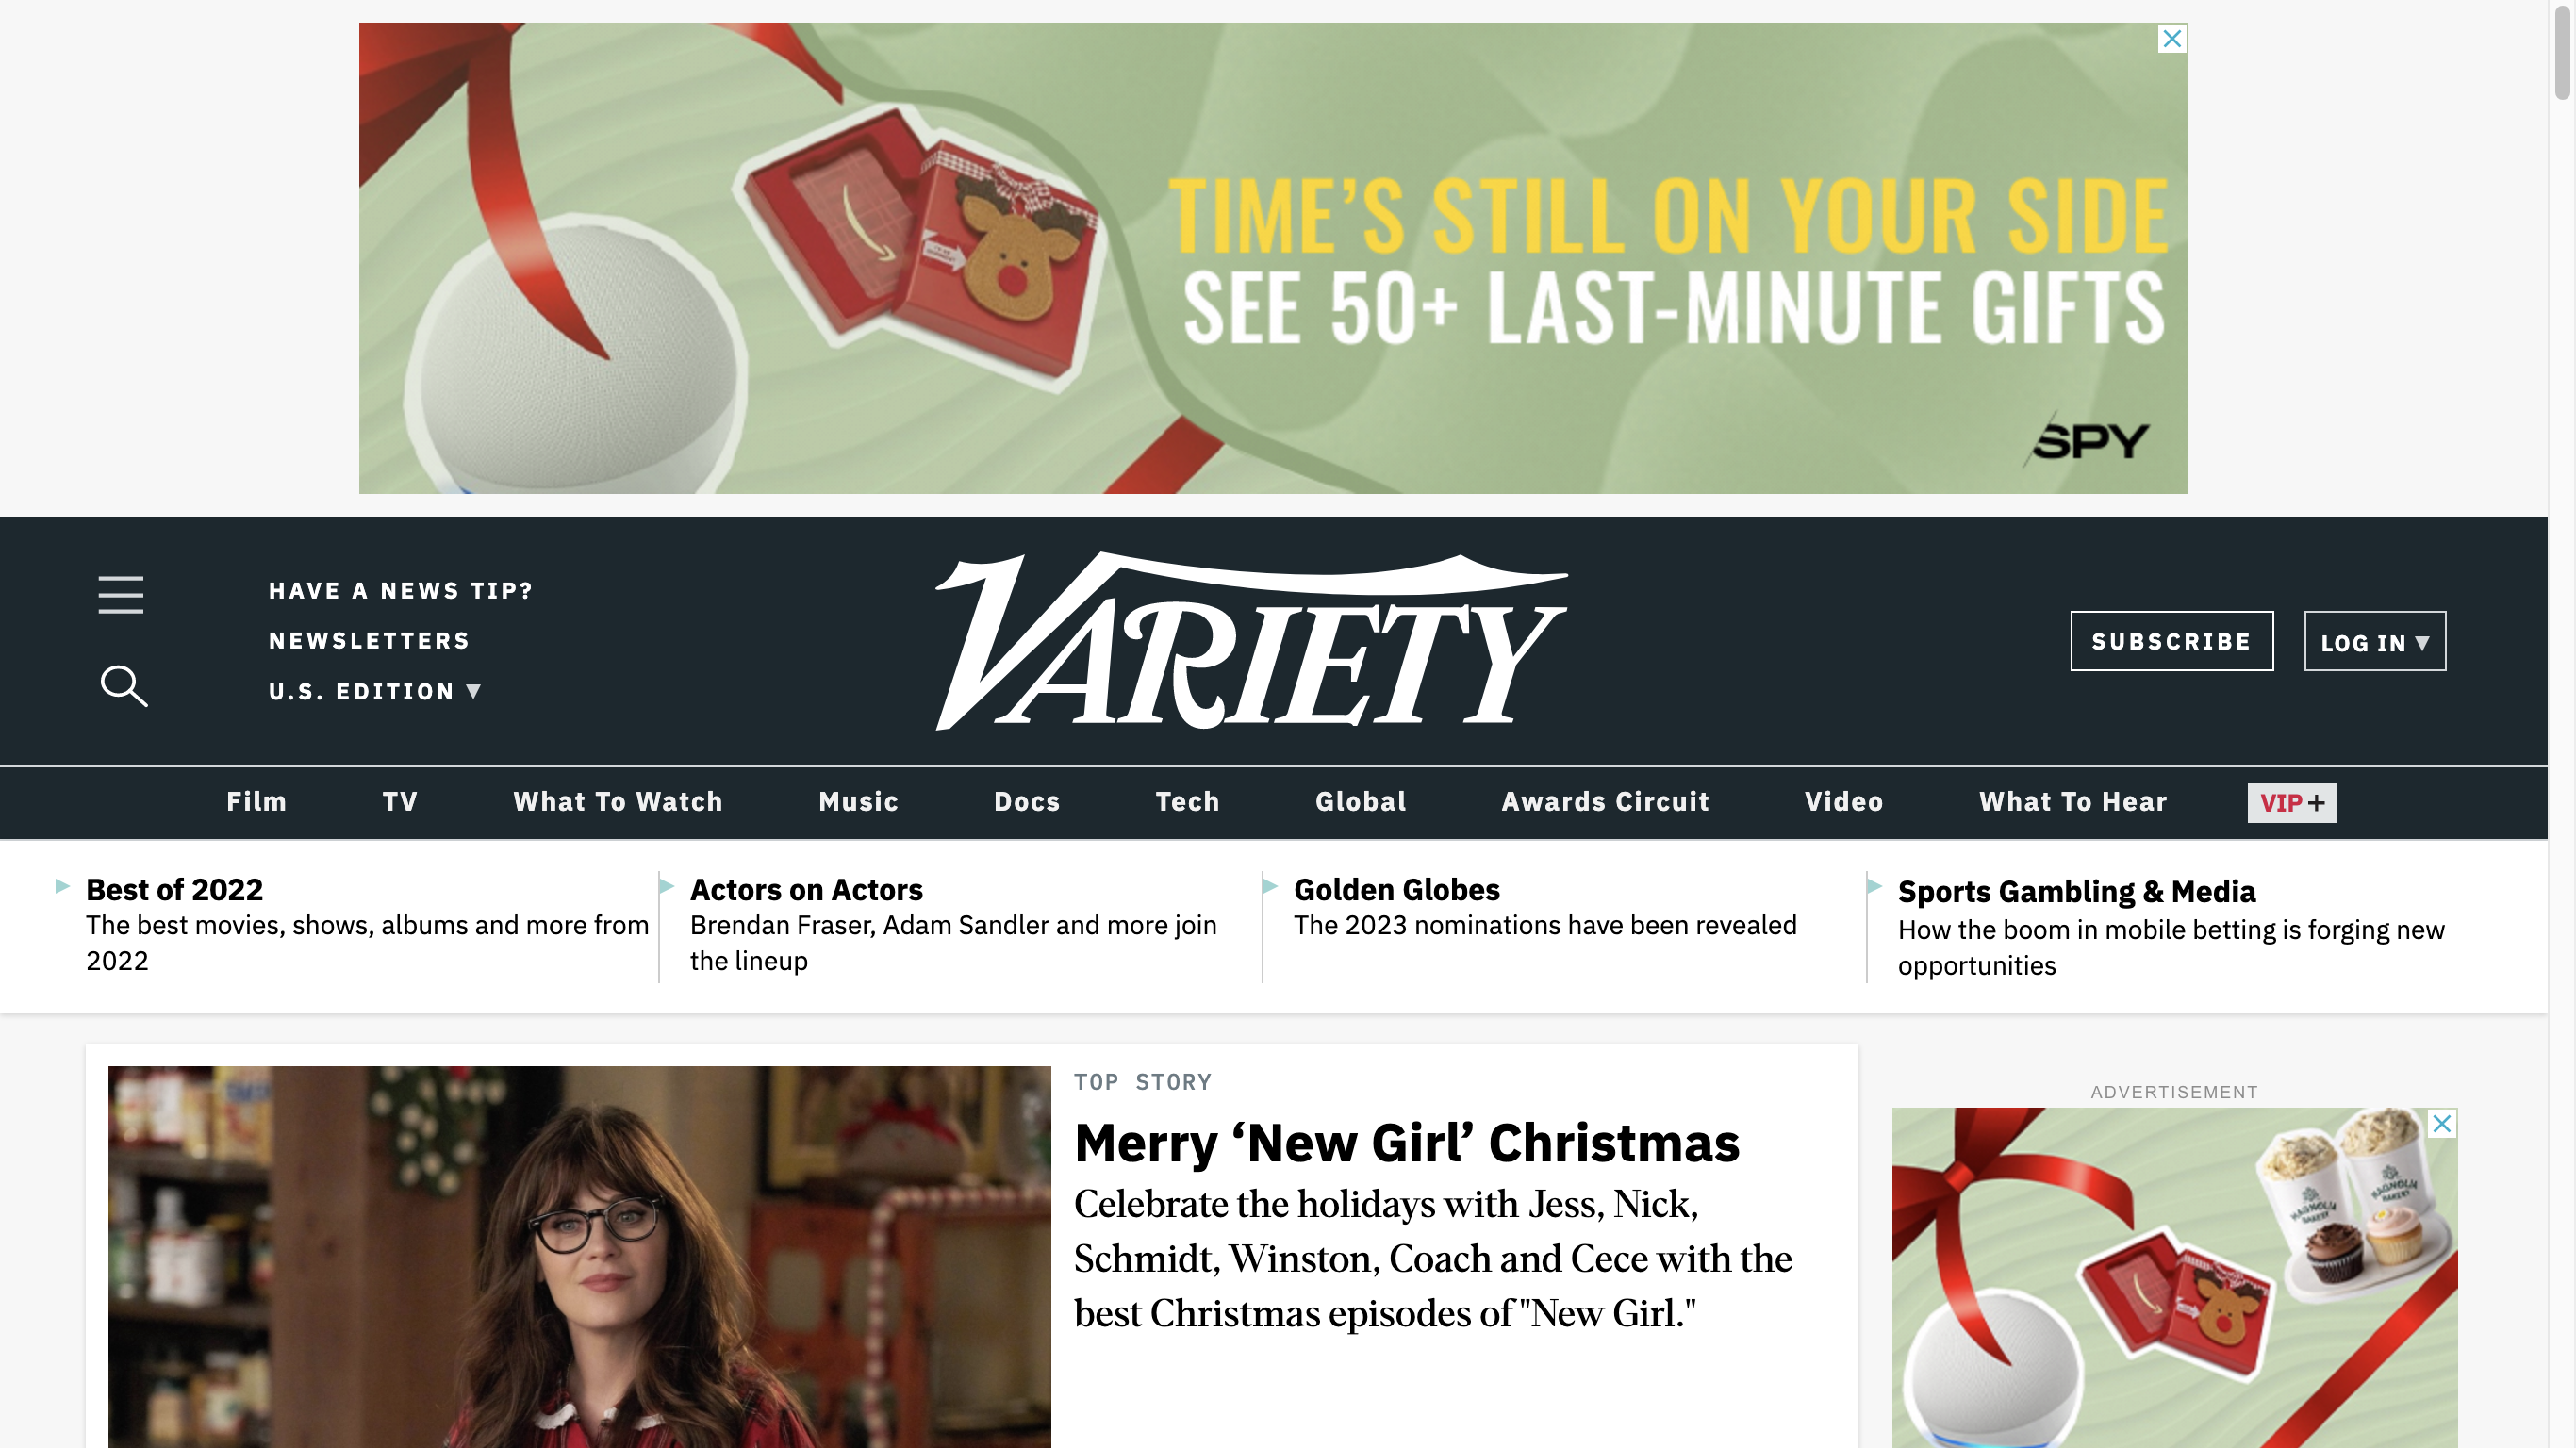 TIME'S STILL ON YOUR SIDE
SEE 50+ LAST-MINUTE GIFTS
SPY
HAVE A NEWS TIP?
NEWSLETTERS
U.S. EDITION ▼
VARIETY
SUBSCRIBE
LOG IN ▼
Film TV What To Watch Music Docs Tech Global Awards Circuit Video What To Hear VIP+
Best of 2022
The best movies, shows, albums and more from
2022
Actors on Actors
Brendan Fraser, Adam Sandler and more join
the lineup
Golden Globes
The 2023 nominations have been revealed
Sports Gambling & Media
How the boom in mobile betting is forging new
opportunities
TOP STORY
Merry ‘New Girl’ Christmas
Celebrate the holidays with Jess, Nick,
Schmidt, Winston, Coach and Cece with the
best Christmas episodes of "New Girl."
ADVERTISEMENT
MAGNOLIA
BAKERY
MAGNOLIA
BAKERY